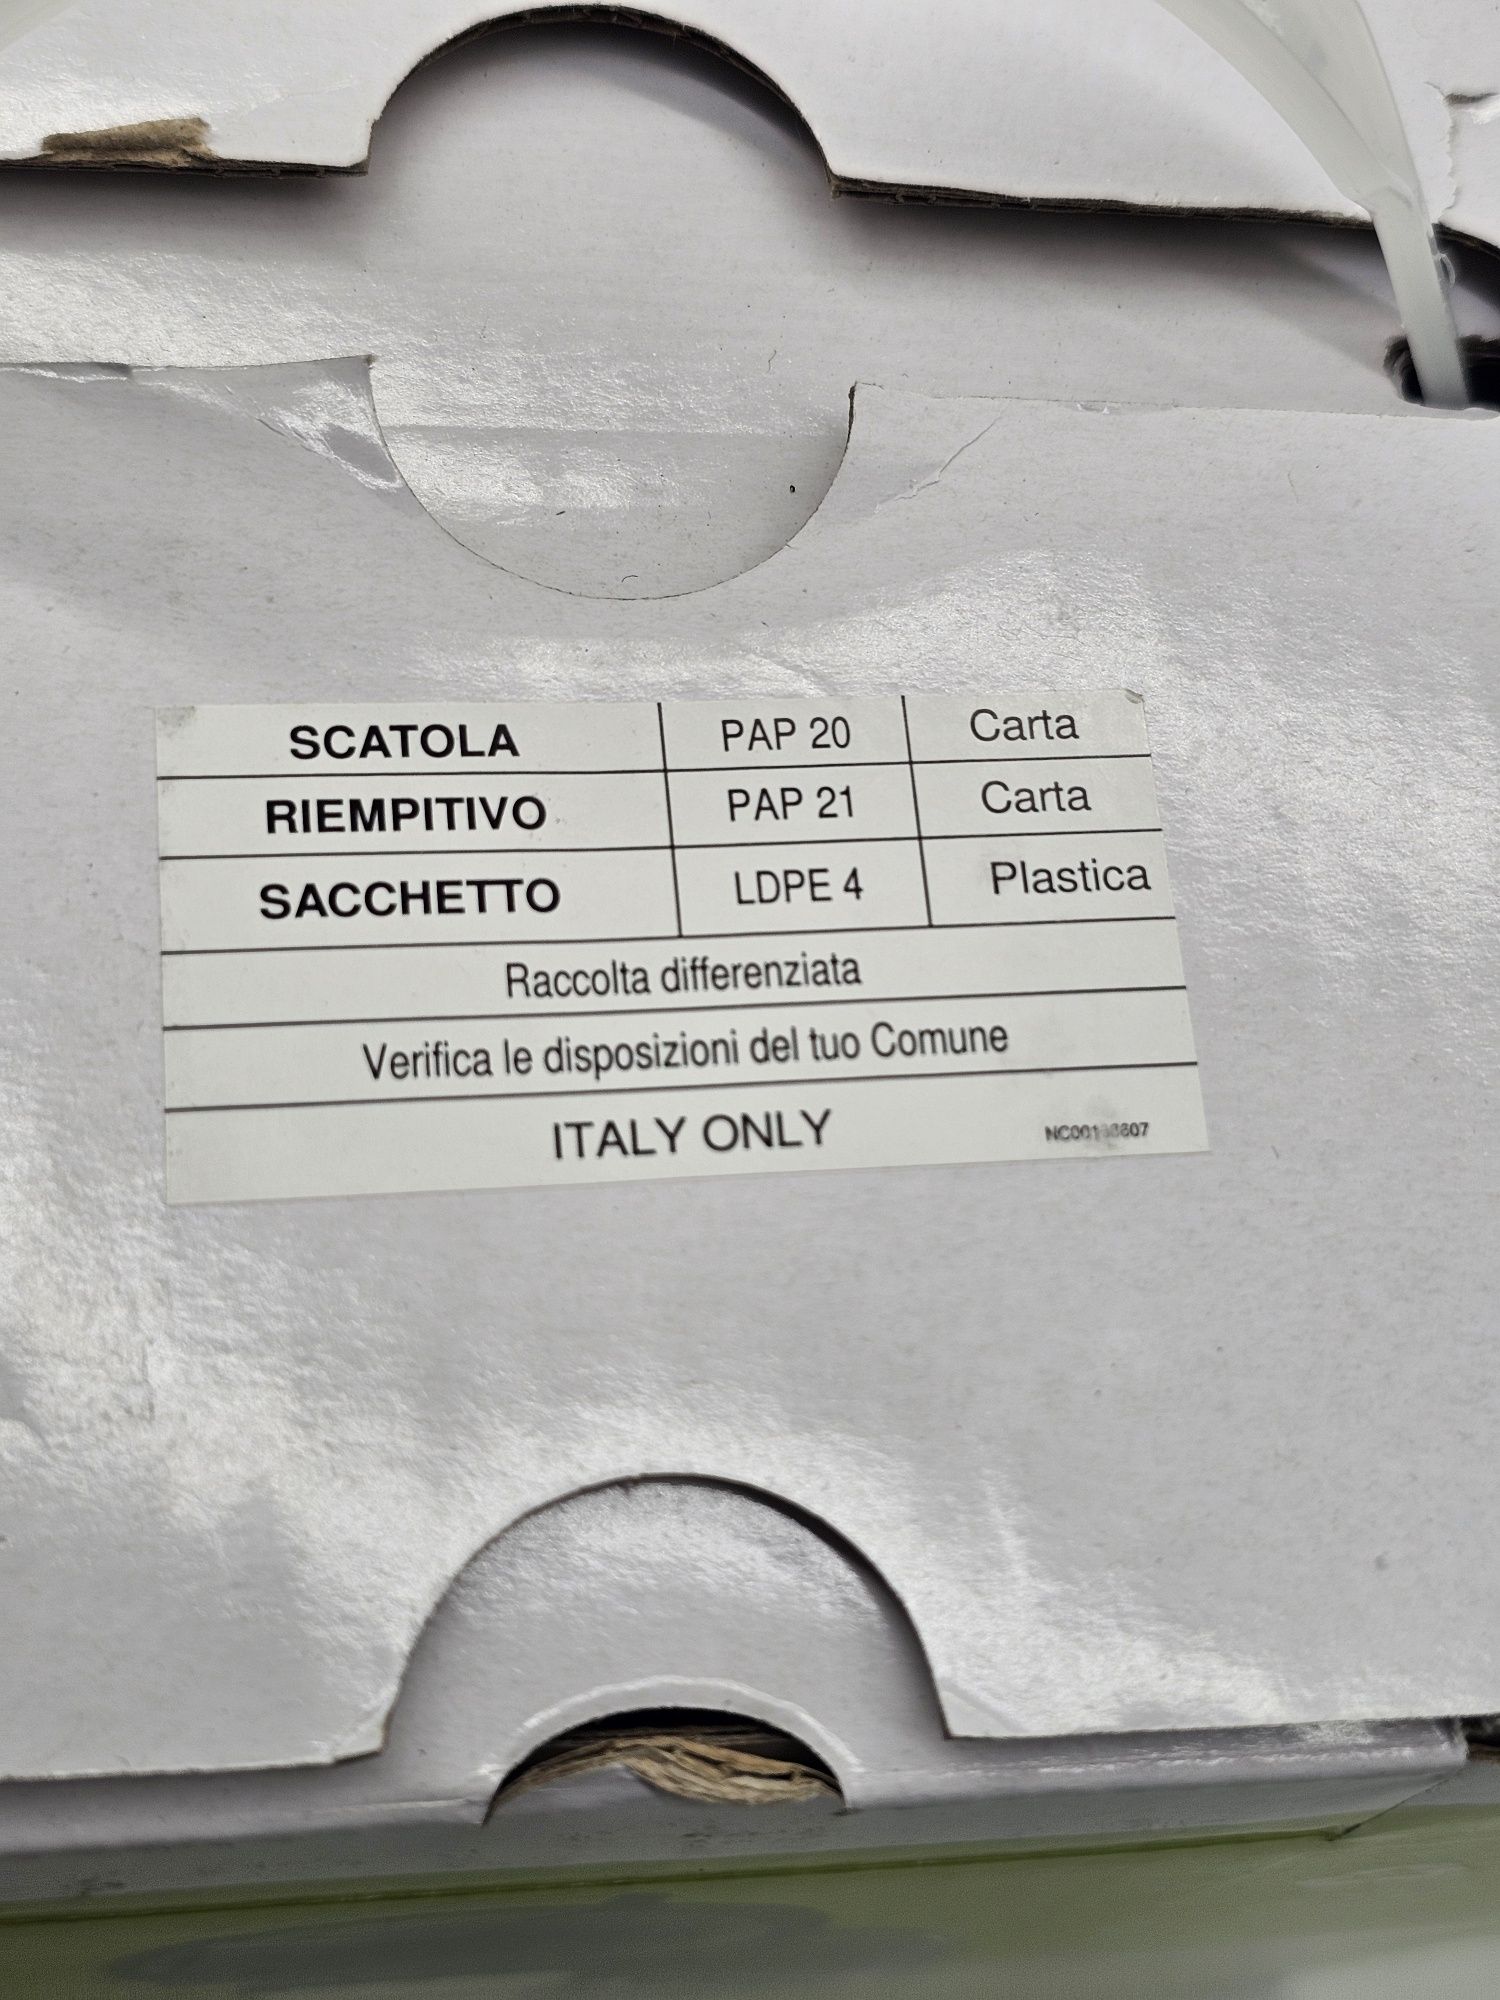 SCATOLA PAP 20 Carta
RIEMPITIVO PAP 21 Carta
SACCHETTO LDPE 4 Plastica
Raccolta differenziata
Verifica le disposizioni del tuo Comune
ITALY ONLY